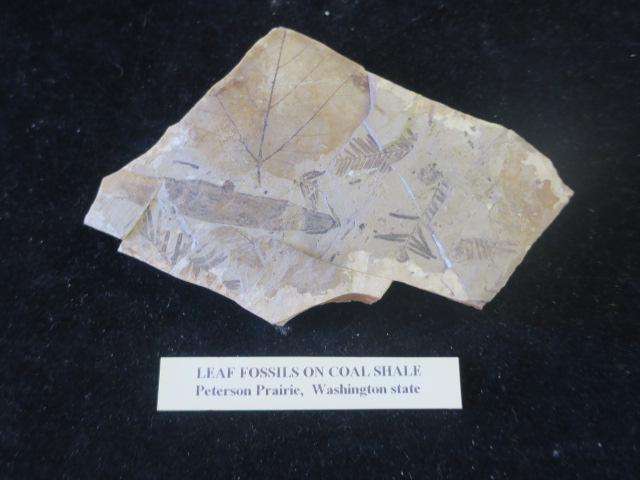 LEAF FOSSILS ON COAL SHALE
Peterson Prairie, Washington state